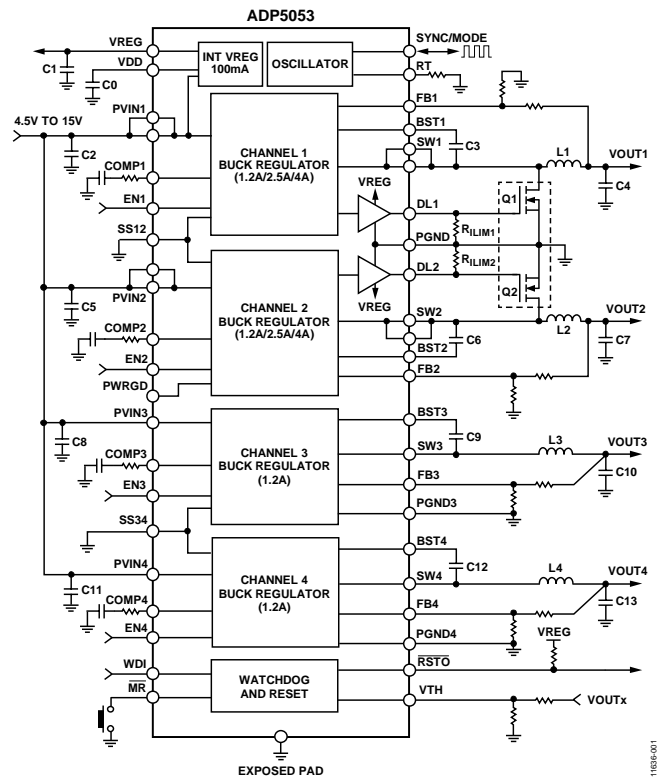 ADP5053
VREG
C1
VDD
C0
INT VREG
100mA
OSCILLATOR
SYNC/MODE
RT
4.5V TO 15V
PVIN1
C2
COMP1
EN1
SS12
CHANNEL 1
BUCK REGULATOR
(1.2A/2.5A/4A)
FB1
BST1
SW1
C3
L1
VOUT1
C4
VREG
Q1
DL1
RILIM1
PGND
RILIM2
DL2
Q2
VREG
C5
PVIN2
COMP2
EN2
PWRGD
CHANNEL 2
BUCK REGULATOR
(1.2A/2.5A/4A)
SW2
C6
BST2
FB2
L2
VOUT2
C7
PVIN3
C8
COMP3
EN3
SS34
CHANNEL 3
BUCK REGULATOR
(1.2A)
BST3
C9
SW3
FB3
PGND3
L3
VOUT3
C10
PVIN4
C11
COMP4
EN4
CHANNEL 4
BUCK REGULATOR
(1.2A)
BST4
C12
SW4
FB4
PGND4
L4
VOUT4
C13
VREG
WDI
MR
WATCHDOG
AND RESET
RSTO
VTH
VOUTx
EXPOSED PAD
11636-001